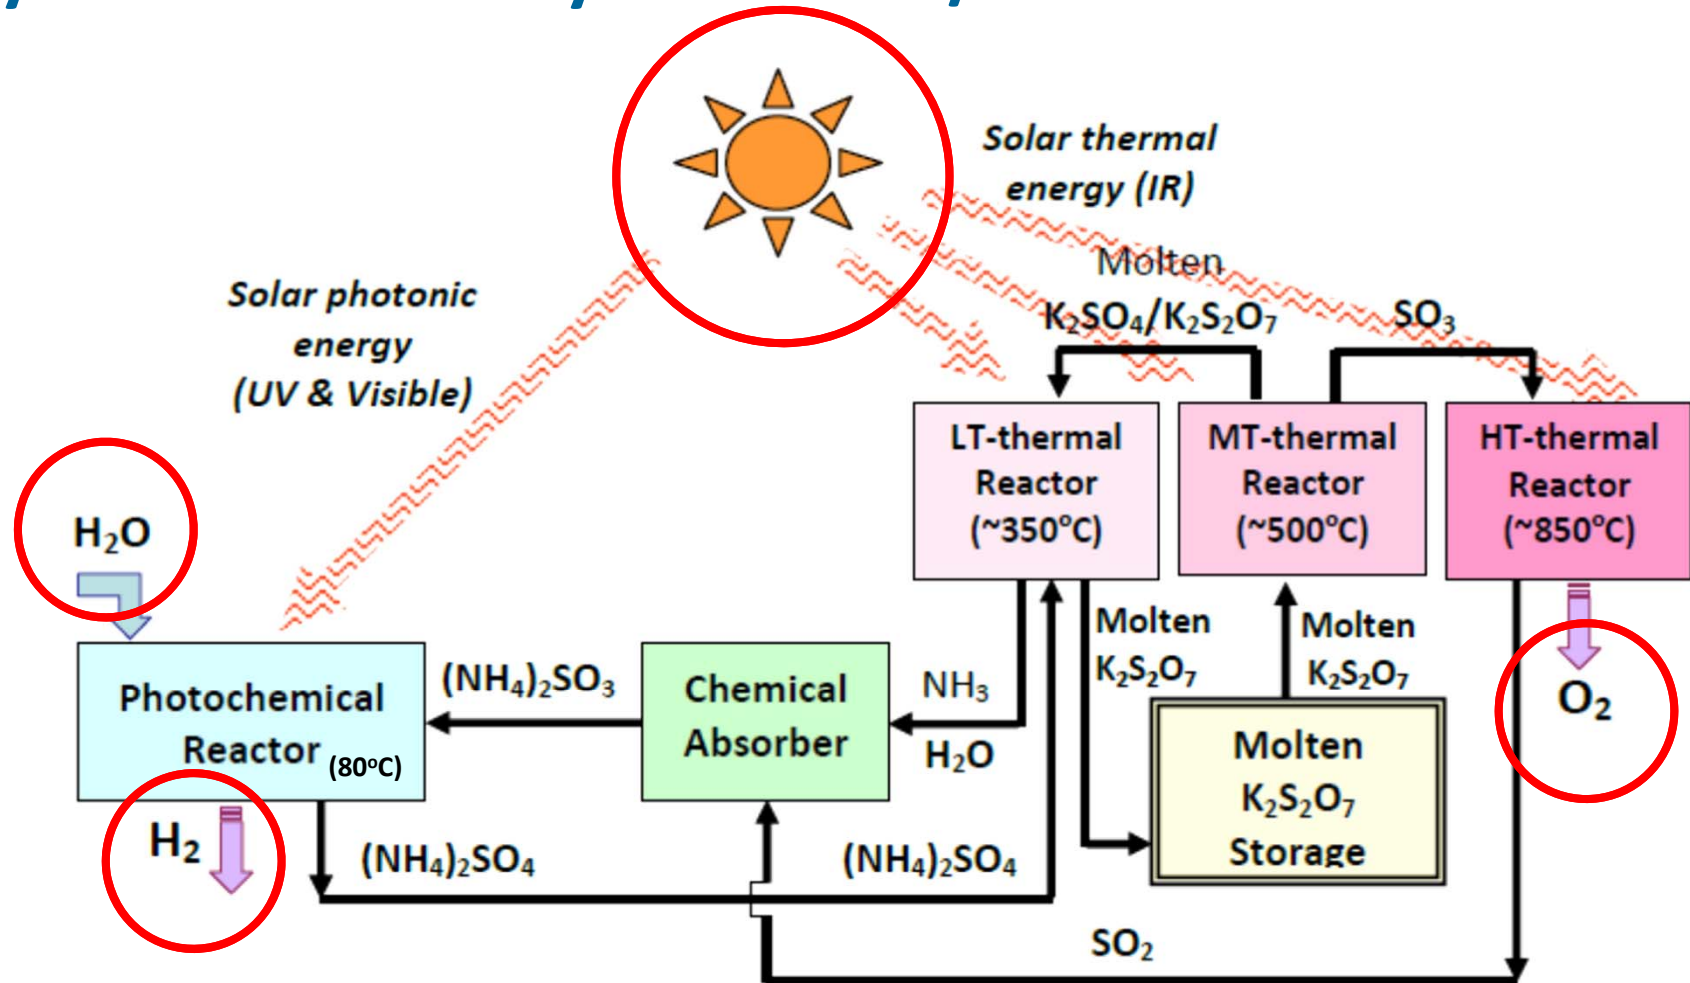 Solar thermal
energy (IR)
Solar photonic
energy
(UV & Visible)
Molten
K₂SO₄/K₂S₂O₇
SO₃
LT-thermal
Reactor
(~350°C)
MT-thermal
Reactor
(~500°C)
HT-thermal
Reactor
(~850°C)
H₂O
Photochemical
Reactor (80°C)
(NH₄)₂SO₃
Chemical
Absorber
NH₃
H₂O
Molten
K₂S₂O₇
Molten
K₂S₂O₇
Molten
K₂S₂O₇
Storage
O₂
H₂
(NH₄)₂SO₄
(NH₄)₂SO₄
SO₂